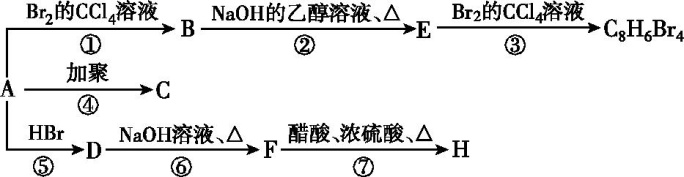 Br₂的CCl₄溶液 NaOH的乙醇溶液、△ Br₂的CCl₄溶液
① B ② E ③ C₈H₆Br₄
加聚
A ④ C
HBr NaOH溶液、△ 醋酸、浓硫酸、△
⑤ D ⑥ F ⑦ H